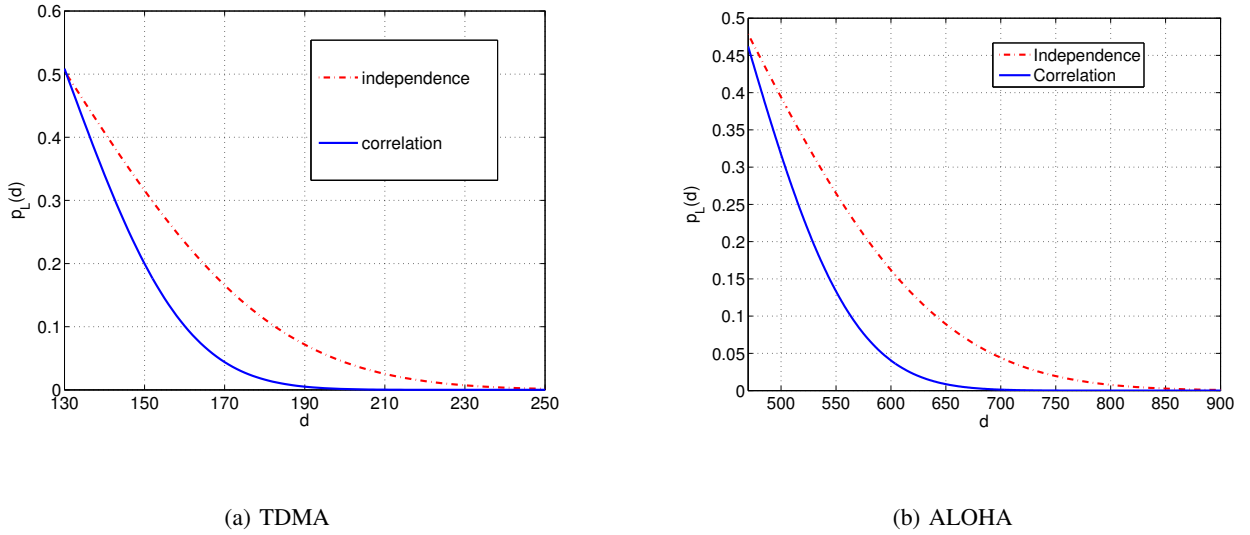 0.6
0.5
0.4
0.3
0.2
0.1
0
130 150 170 190 210 230 250
d
p_L(d)
independence
correlation
0.5
0.45
0.4
0.35
0.3
0.25
0.2
0.15
0.1
0.05
0
500 550 600 650 700 750 800 850 900
d
p_L(d)
Independence
Correlation
(a) TDMA
(b) ALOHA